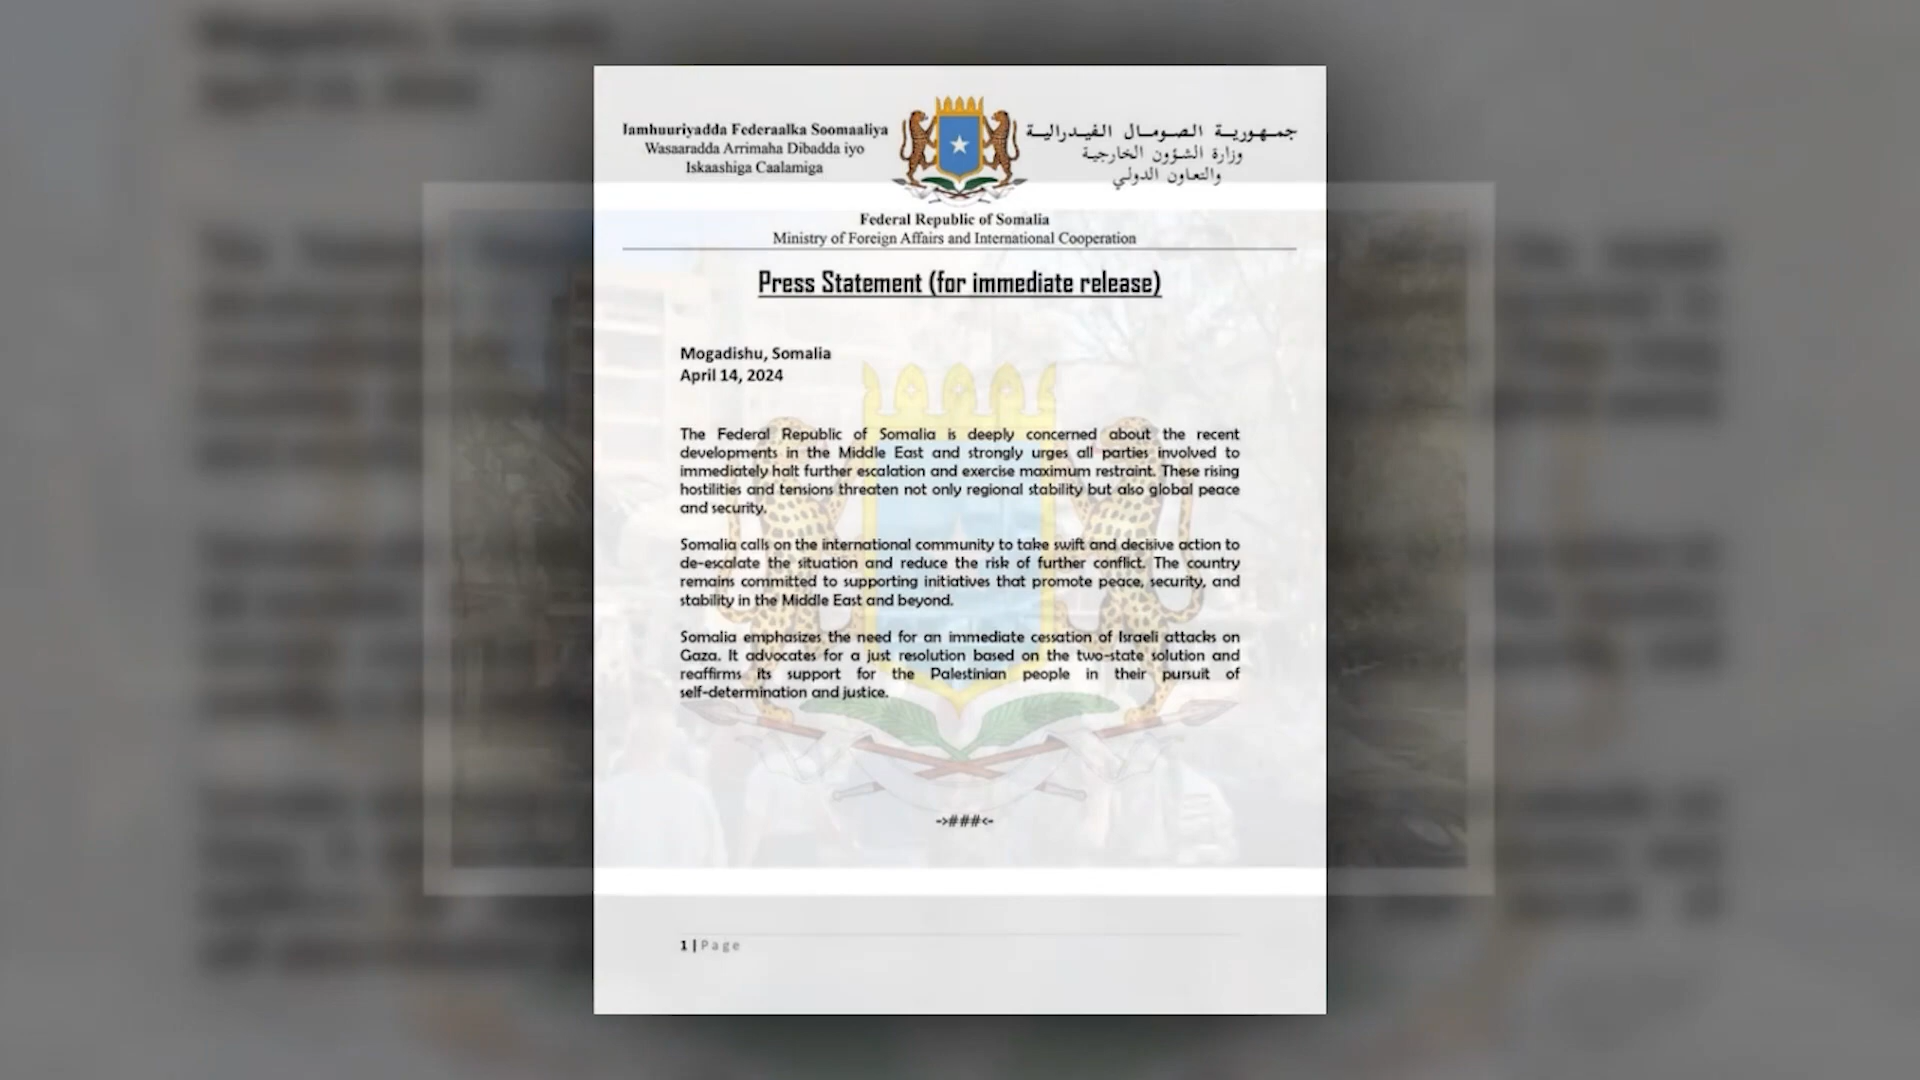 Jamhuuriyadda Federaalka Soomaaliya
Wasaaradda Arrimaha Dibadda iyo
Iskaashiga Caalamiga
جمهورية الصومال الفيدرالية
وزارة الشؤون الخارجية
والتعاون الدولي
Federal Republic of Somalia
Ministry of Foreign Affairs and International Cooperation
Press Statement (for immediate release)
Mogadishu, Somalia
April 14, 2024
The Federal Republic of Somalia is deeply concerned about the recent
developments in the Middle East and strongly urges all parties involved to
immediately halt further escalation and exercise maximum restraint. These rising
hostilities and tensions threaten not only regional stability but also global peace
and security.
Somalia calls on the international community to take swift and decisive action to
de-escalate the situation and reduce the risk of further conflict. The country
remains committed to supporting initiatives that promote peace, security, and
stability in the Middle East and beyond.
Somalia emphasizes the need for an immediate cessation of Israeli attacks on
Gaza. It advocates for a just resolution based on the two-state solution and
reaffirms its support for the Palestinian people in their pursuit of
self-determination and justice.
->###<-
1 | Page